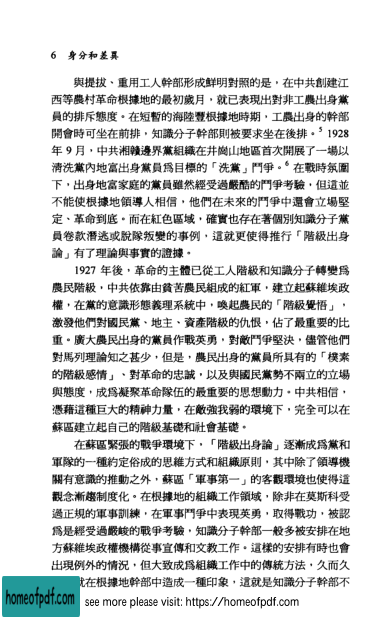 6 身分和差異
與提拔、重用工人幹部形成鮮明對照的是，在中共創建江
西等農村革命根據地的最初歲月，就已表現出對非工農出身黨
員的排斥態度。在短暫的海陸豐根據地時期，工農出身的幹部
開會時可坐在前排，知識分子幹部則被要求坐在後排。5 1928
年 9 月，中共湘贛邊界黨組織在井崗山地區首次開展了一場以
清洗黨內地富出身黨員爲目標的「洗黨」鬥爭。6 在戰時氛圍
下，出身地富家庭的黨員雖然經受過嚴酷的鬥爭考驗，但這並
不能使根據地領導人相信，他們在未來的鬥爭中還會立場堅
定、革命到底。而在紅色區域，確實也存在著個別知識分子黨
員卷款潛逃或脫隊叛變的事例，這就更使得推行「階級出身
論」有了理論與事實的證據。
1927 年後，革命的主體已從工人階級和知識分子轉變爲
農民階級，中共依靠由貧苦農民組成的紅軍，建立起蘇維埃政
權，在黨的意識形態義理系統中，喚起農民的「階級覺悟」，
激發他們對國民黨、地主、資產階級的仇恨，佔了最重要的比
重。廣大農民出身的黨員作戰英勇，對敵鬥爭堅決，儘管他們
對馬列理論知之甚少，但是，農民出身的黨員所具有的「樸素
的階級感情」、對革命的忠誠，以及與國民黨勢不兩立的立場
與態度，成爲凝聚革命隊伍的最重要的思想動力。中共相信，
憑藉這種巨大的精神力量，在敵強我弱的環境下，完全可以在
蘇區建立起自己的階級基礎和社會基礎。
在蘇區緊張的戰爭環境下，「階級出身論」逐漸成爲黨和
軍隊的一種約定俗成的思維方式和組織原則，其中除了領導機
關有意識的推動之外，蘇區「軍事第一」的客觀環境也使得這
觀念漸趨制度化。在根據地的組織工作領域，除非在莫斯科受
過正規的軍事訓練，在軍事鬥爭中表現英勇，取得戰功，被認
爲是經受過嚴峻的戰爭考驗，知識分子幹部一般多被安排在地
方蘇維埃政權機構從事宣傳和文教工作。這樣的安排有時也會
出現例外的情況，但大致成爲組織工作中的傳統方法，久而久
就在根據地幹部中造成一種印象，這就是知識分子幹部不
homeofpdf.com see more please visit: https://homeofpdf.com